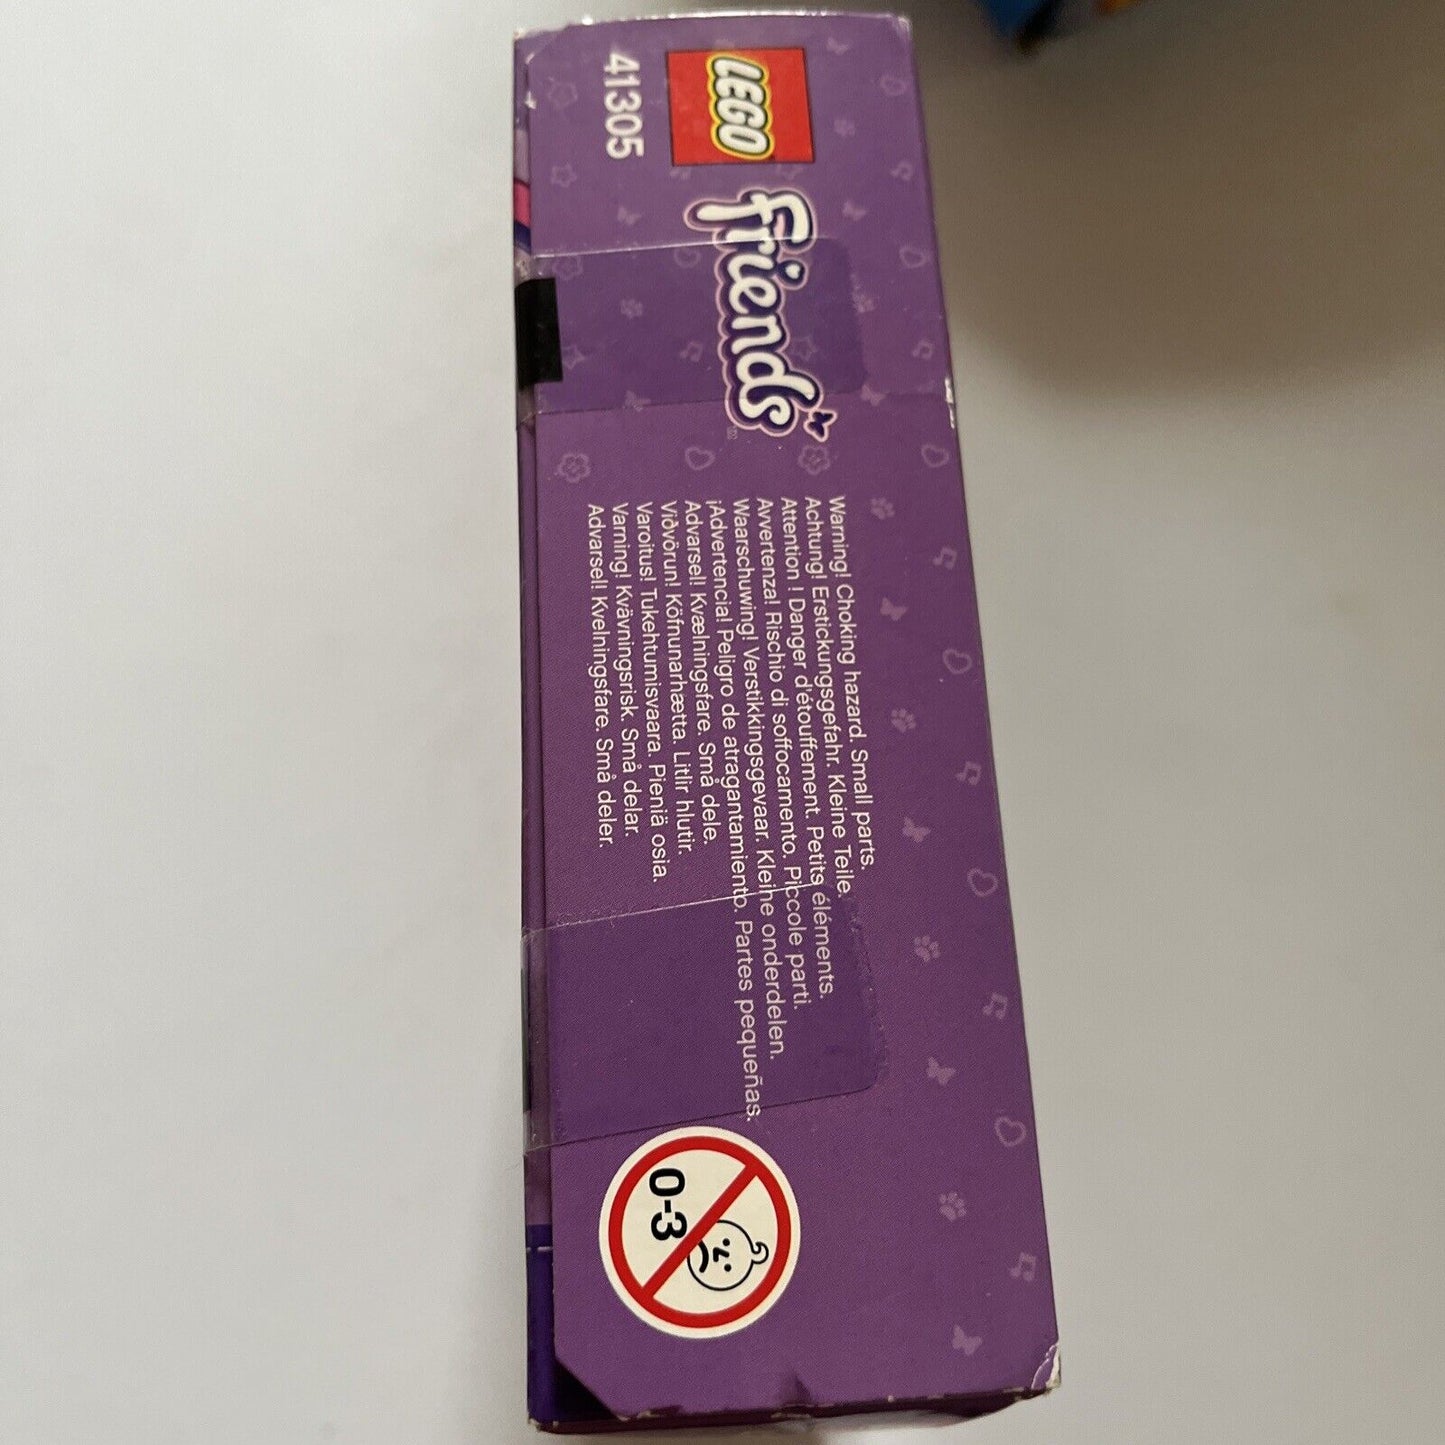 LEGO
41305
Friends
TM
Warning! Choking hazard. Small parts.
Achtung! Erstickungsgefahr. Kleine Teile.
Attention ! Danger d'étouffement. Petits éléments.
Avvertenza! Rischio di soffocamento. Piccole parti.
Waarschuwing! Verstikkingsgevaar. Kleine onderdelen.
¡Advertencia! Peligro de atragantamiento. Partes pequeñas.
Advarsel! Kvælningsfare. Små dele.
Viðvörun! Köfnunarhætta. Litlir hlutir.
Varoitus! Tukehtumisvaara. Pieniä osia.
Varning! Kvävningsrisk. Små delar.
Advarsel! Kvelningsfare. Små deler.
0-3